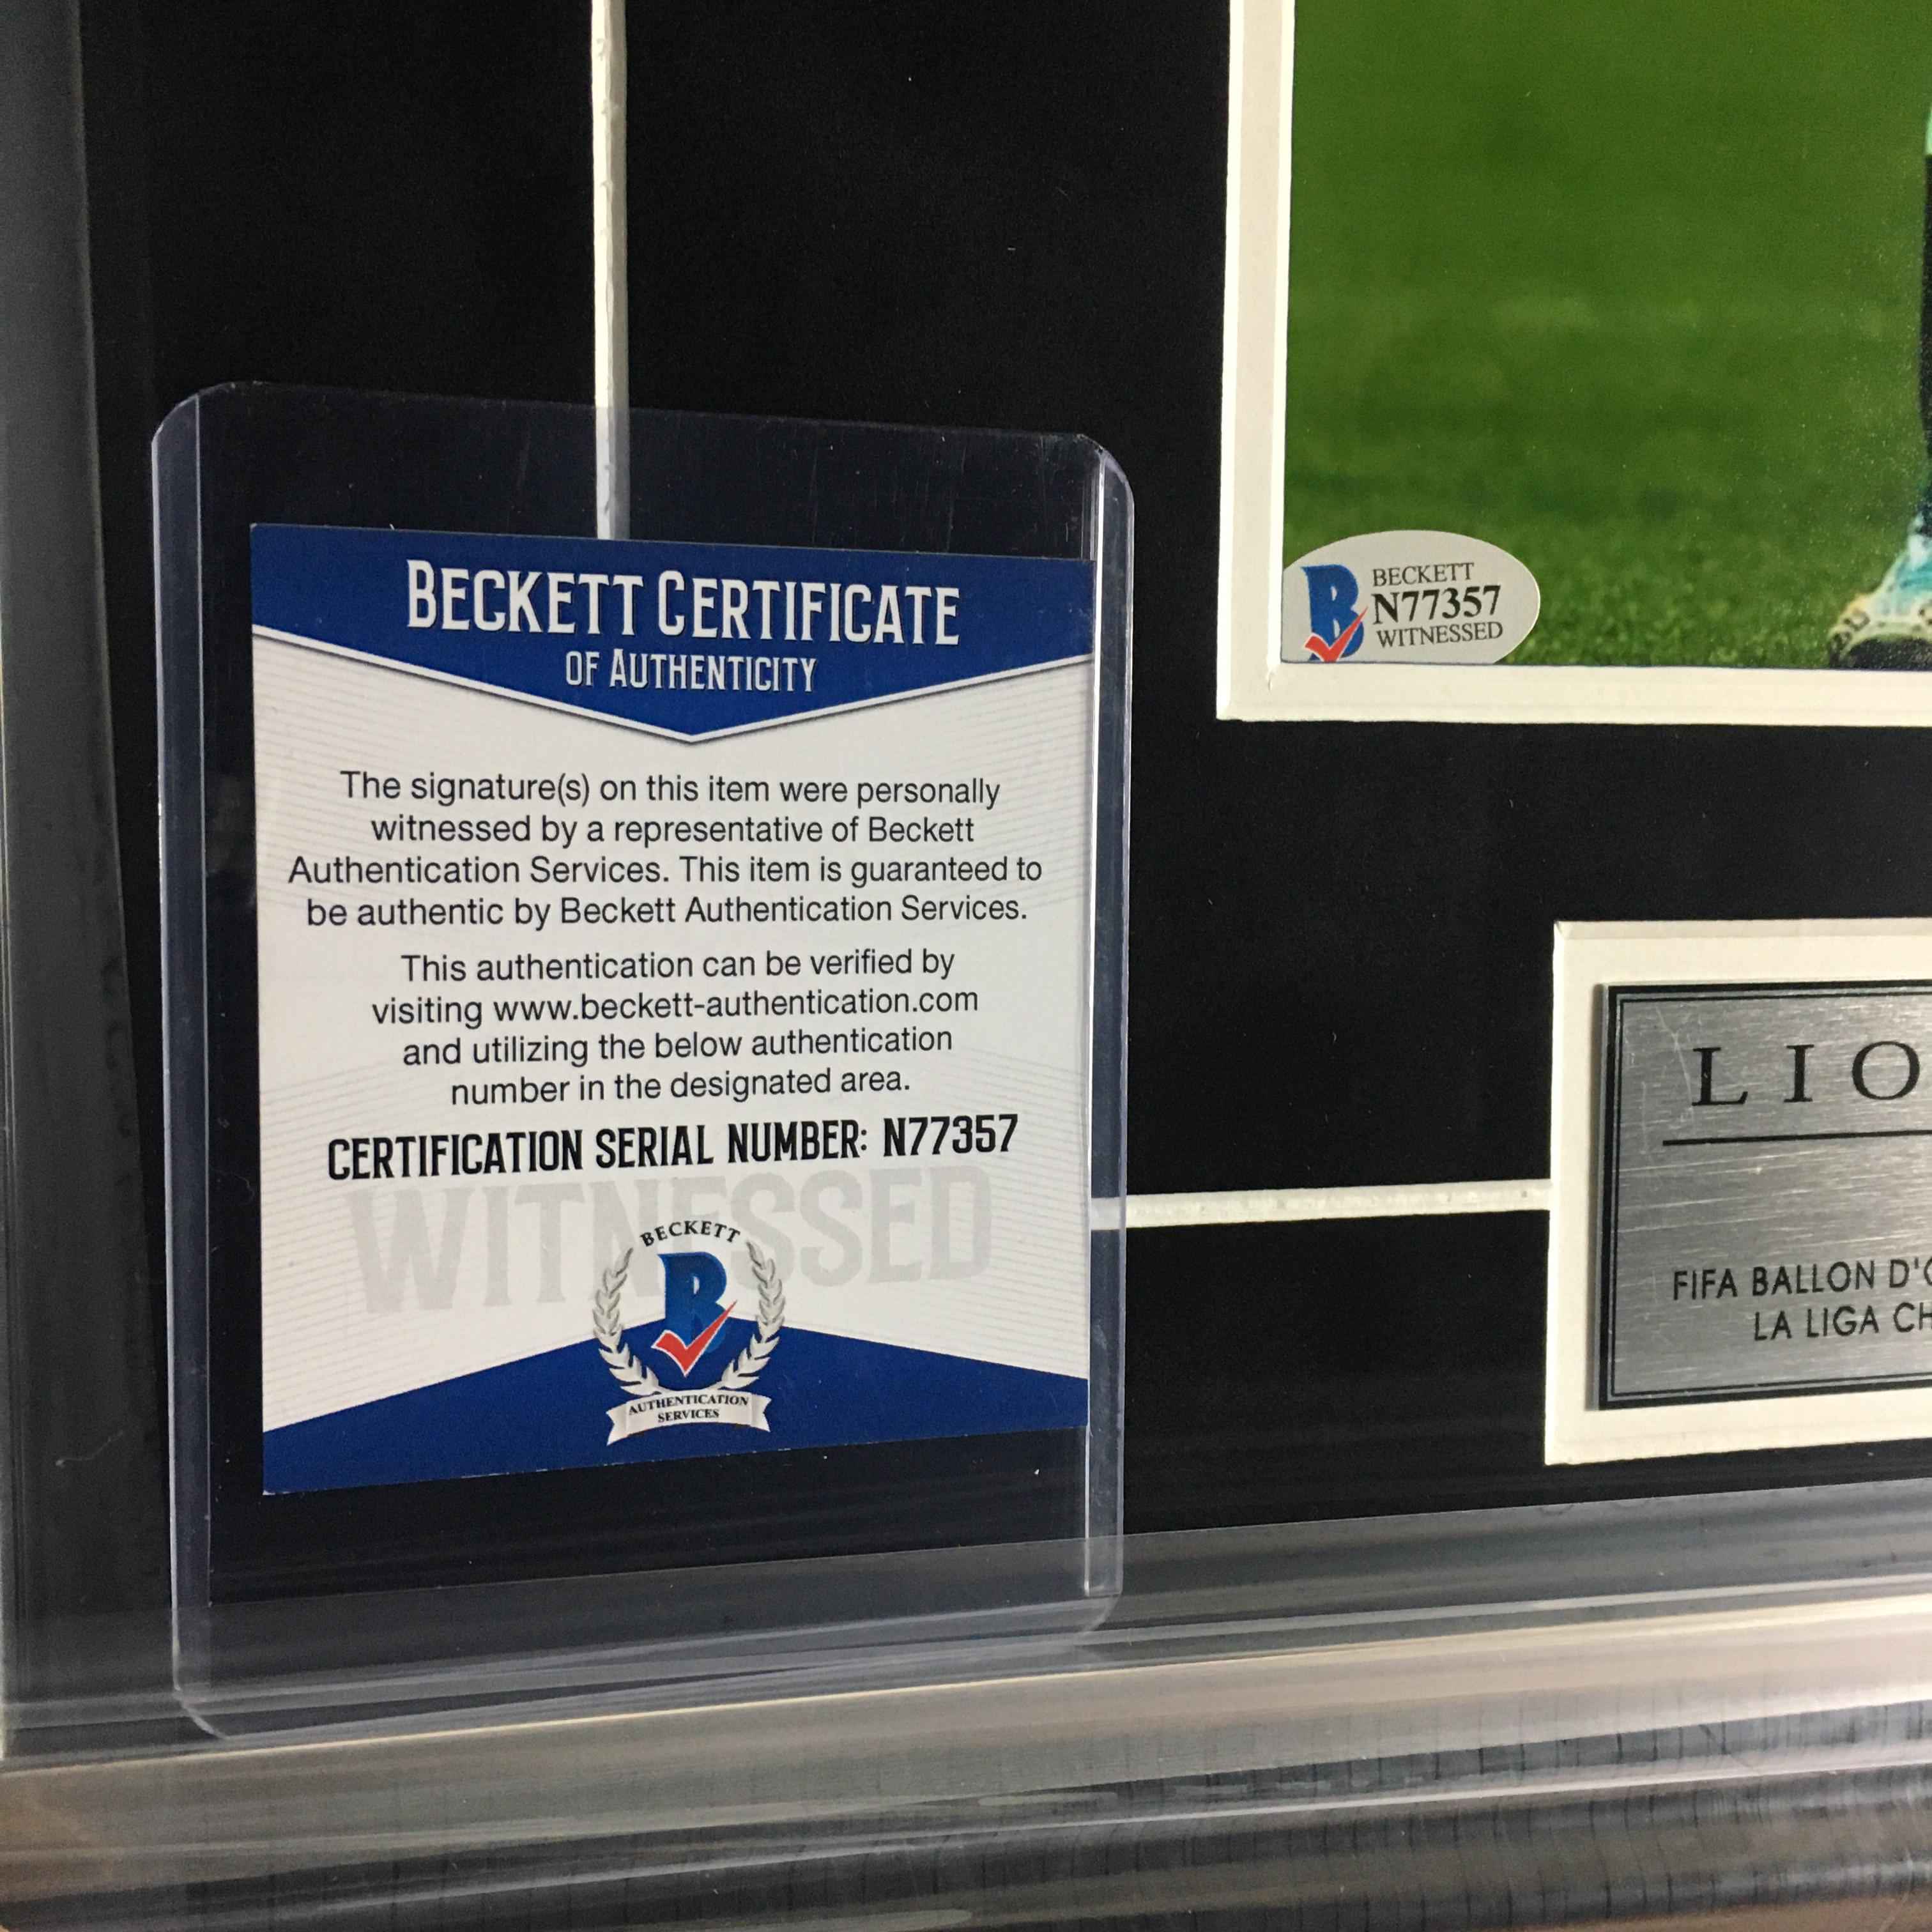 BECKETT CERTIFICATE
OF AUTHENTICITY
The signature(s) on this item were personally
witnessed by a representative of Beckett
Authentication Services. This item is guaranteed to
be authentic by Beckett Authentication Services.
This authentication can be verified by
visiting www.beckett-authentication.com
and utilizing the below authentication
number in the designated area.
CERTIFICATION SERIAL NUMBER: N77357
WITNESSED
BECKETT
B
AUTHENTICATION
SERVICES
B
BECKETT
N77357
WITNESSED
LIO
FIFA BALLON D'O
LA LIGA CH